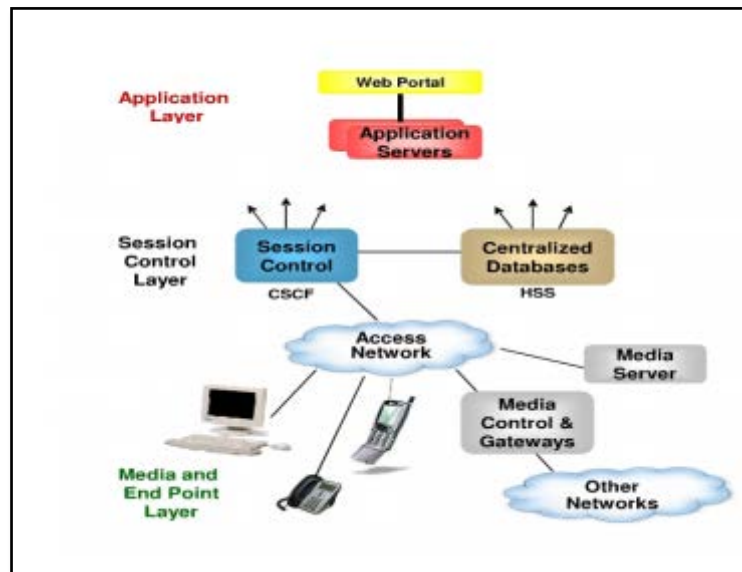 Web Portal
Application
Layer
Application
Servers
Session
Control
Layer
Session
Control
CSCF
Centralized
Databases
HSS
Access
Network
Media
Server
Media
Control &
Gateways
Media and
End Point
Layer
Other
Networks